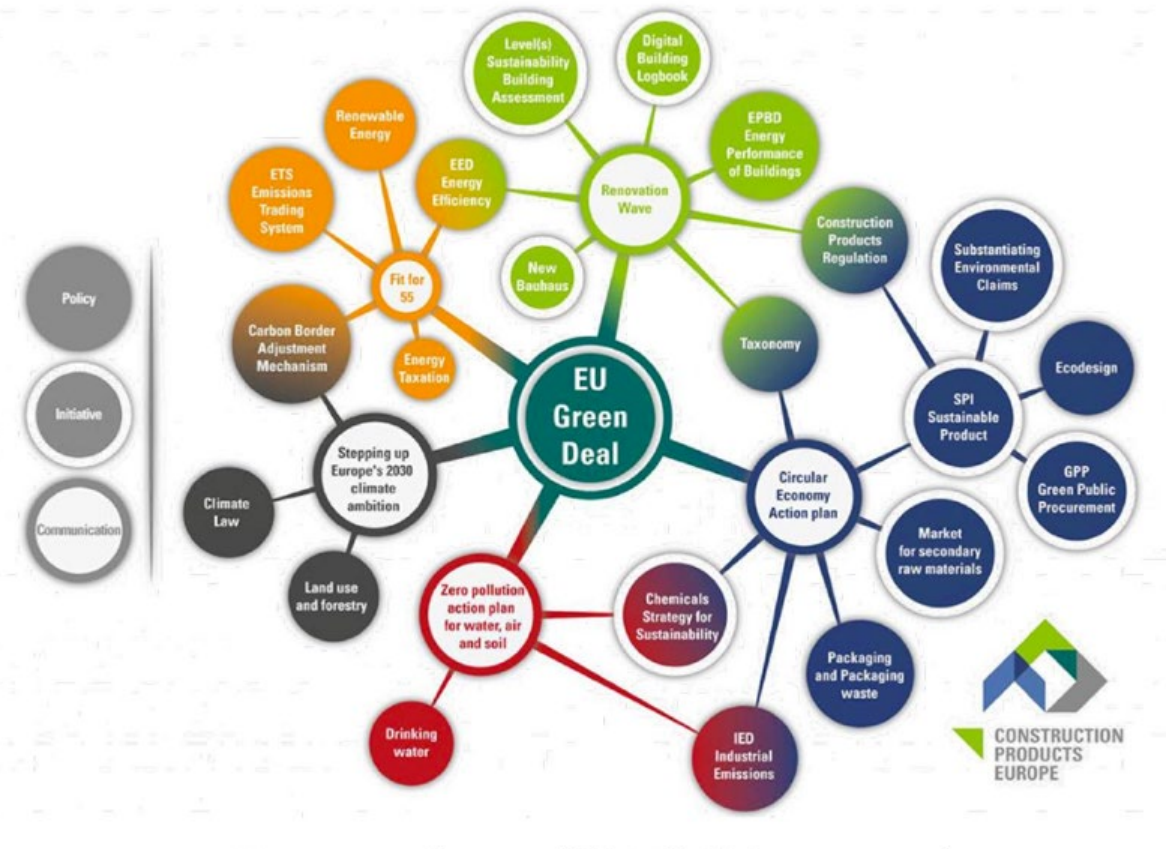 Level(s)
Sustainability
Building
Assessment
Digital
Building
Logbook
Renewable
Energy
EPBD
Energy
Performance
of Buildings
EED
Energy
Efficiency
ETS
Emissions
Trading
System
Renovation
Wave
Construction
Products
Regulation
Substantiating
Environmental
Claims
New
Bauhaus
Fit for
55
Policy
Carbon Border
Adjustment
Mechanism
Energy
Taxation
Taxonomy
Ecodesign
EU
Green
Deal
Initiative
SPI
Sustainable
Product
Stepping up
Europe's 2030
climate
ambition
Circular
Economy
Action plan
GPP
Green Public
Procurement
Climate
Law
Communication
Market
for secondary
raw materials
Land use
and forestry
Zero pollution
action plan
for water, air
and soil
Chemicals
Strategy for
Sustainability
Packaging
and Packaging
waste
Drinking
water
IED
Industrial
Emissions
CONSTRUCTION
PRODUCTS
EUROPE